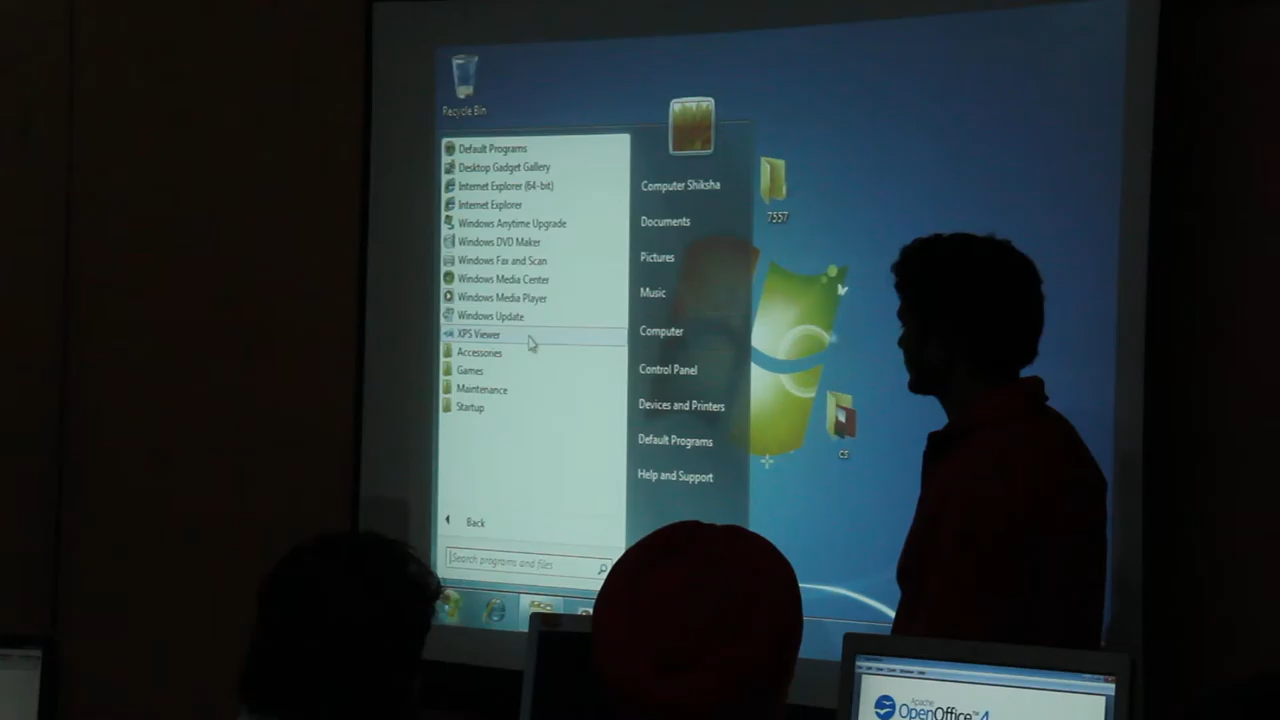 Recycle Bin
Default Programs
Desktop Gadget Gallery
Internet Explorer (64-bit)
Internet Explorer
Windows Anytime Upgrade
Windows DVD Maker
Windows Fax and Scan
Windows Media Center
Windows Media Player
Windows Update
XPS Viewer
Accessories
Games
Maintenance
Startup
Back
Search programs and files
Computer Shiksha
Documents
Pictures
Music
Computer
Control Panel
Devices and Printers
Default Programs
Help and Support
7557
cs
Apache
OpenOffice™ 4